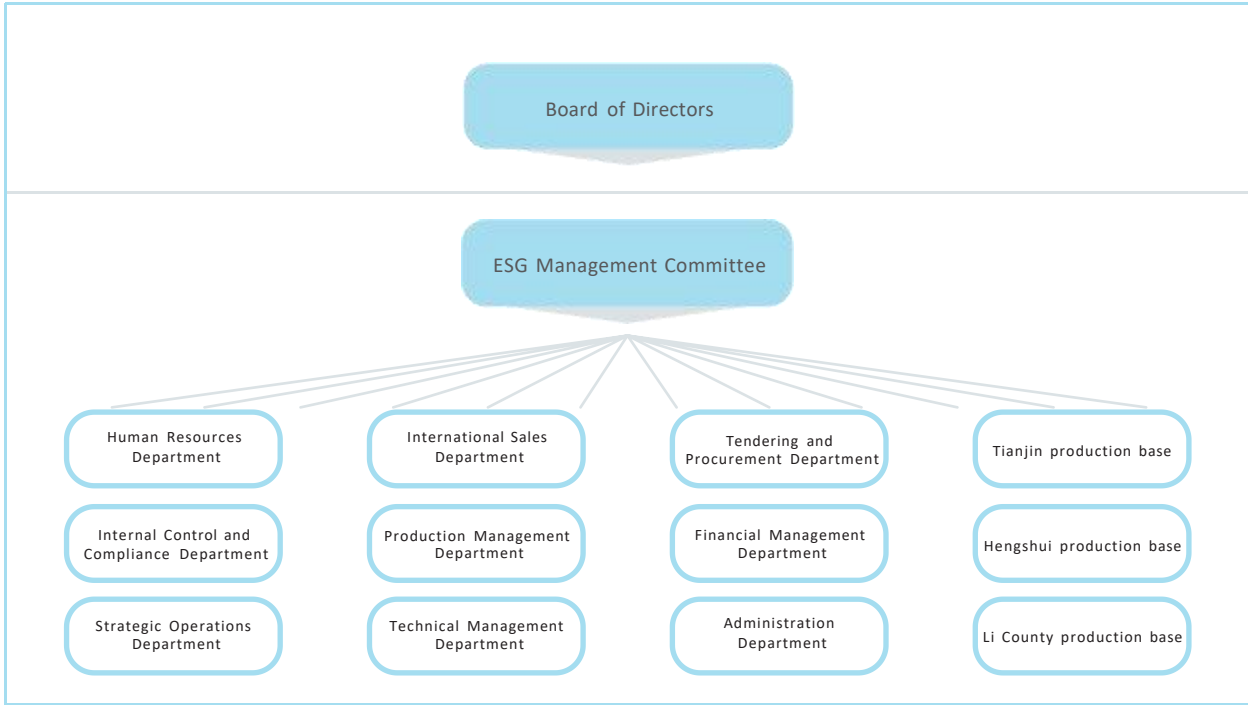 Board of Directors
ESG Management Committee
Human Resources
Department
International Sales
Department
Tendering and
Procurement Department
Tianjin production base
Internal Control and
Compliance Department
Production Management
Department
Financial Management
Department
Hengshui production base
Strategic Operations
Department
Technical Management
Department
Administration
Department
Li County production base